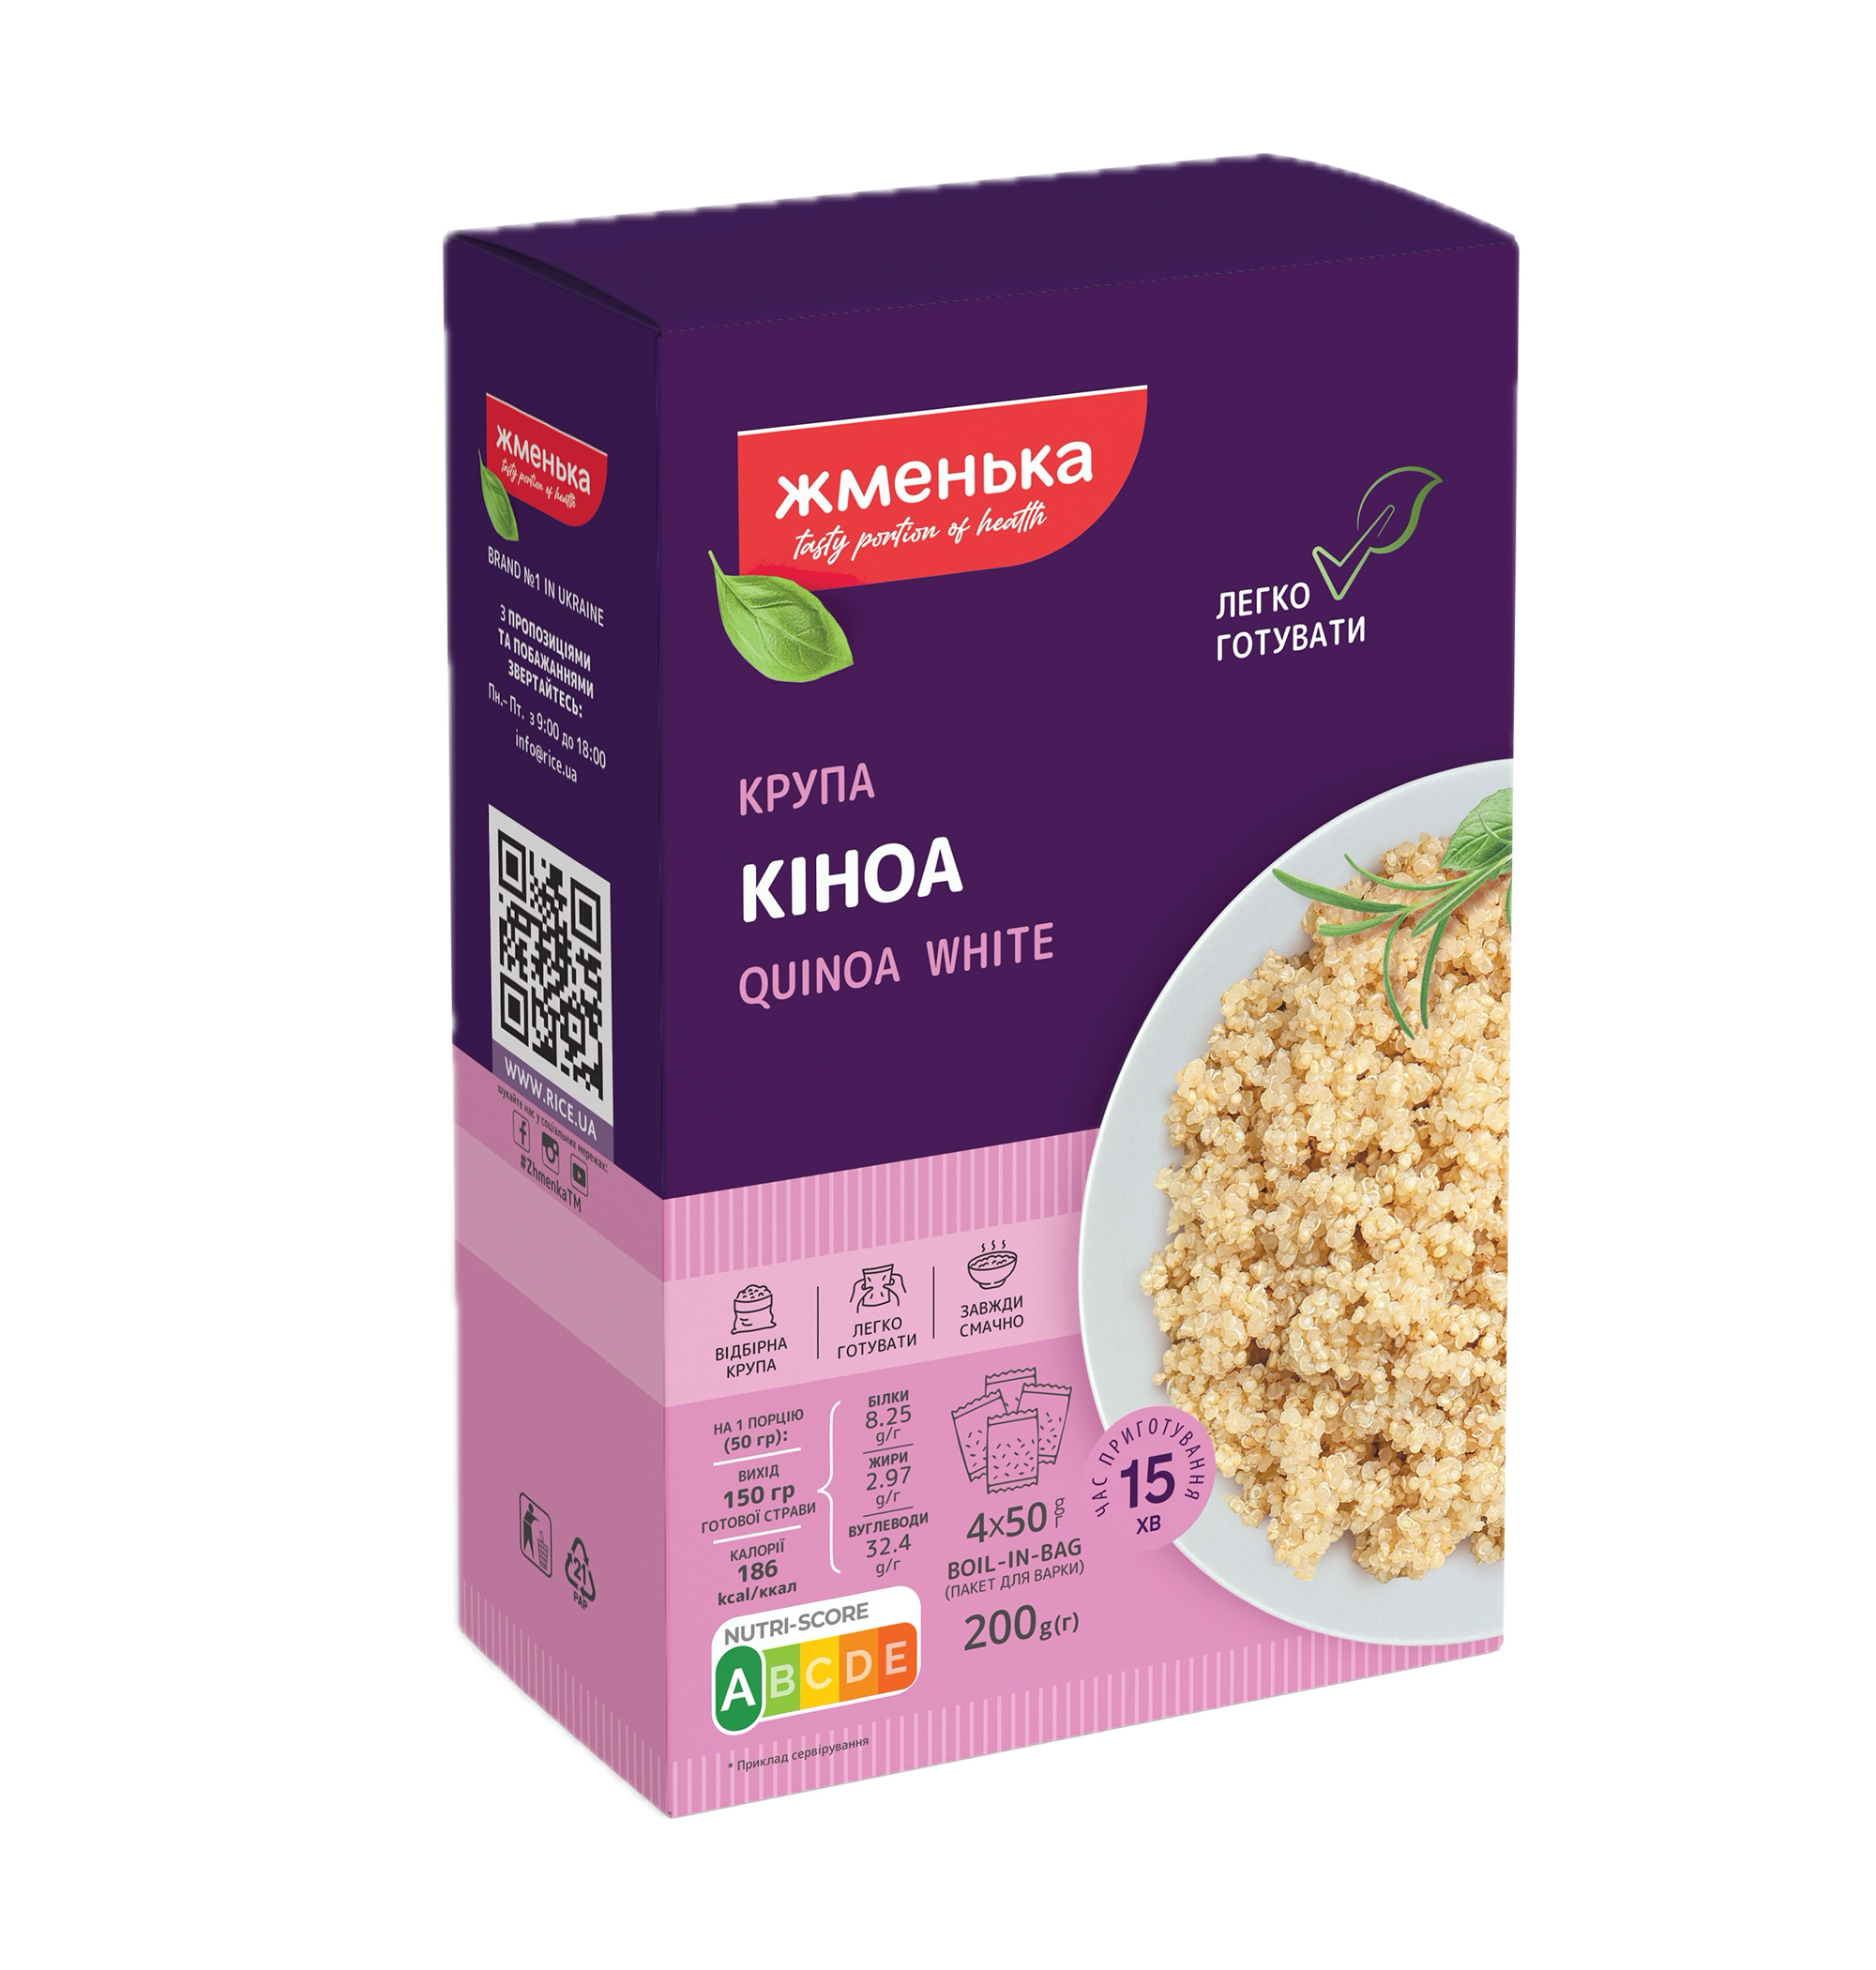 жменька
tasty portion of health
BRAND №1 IN UKRAINE
З ПРОПОЗИЦІЯМИ
ТА ПОБАЖАННЯМИ
ЗВЕРТАЙТЕСЬ:
Пн.- Пт. з 9:00 до 18:00
info@rice.ua
WWW.RICE.UA
шукайте нас у соціальних мережах:
#ZhmenkaTM
21
PAP
жменька
tasty portion of health
ЛЕГКО
ГОТУВАТИ
КРУПА
КІНОА
QUINOA WHITE
ВІДБІРНА
КРУПА
ЛЕГКО
ГОТУВАТИ
ЗАВЖДИ
СМАЧНО
НА 1 ПОРЦІЮ
(50 гр):
ВИХІД
150 гр
ГОТОВОЇ СТРАВИ
КАЛОРІЇ
186
kcal/ккал
БІЛКИ
8.25
g/г
ЖИРИ
2.97
g/г
ВУГЛЕВОДИ
32.4
g/г
4x50 g г
BOIL-IN-BAG
(ПАКЕТ ДЛЯ ВАРКИ)
200g(г)
ЧАС ПРИГОТУВАННЯ
15
ХВ
NUTRI-SCORE
A B C D E
* Приклад сервірування